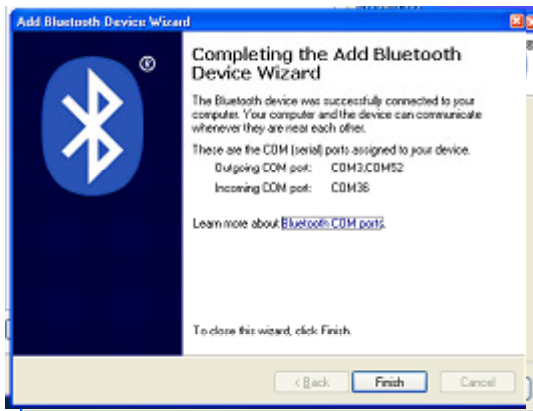 Add Bluetooth Device Wizard
®
Completing the Add Bluetooth
Device Wizard
The Bluetooth device was successfully connected to your
computer. Your computer and the device can communicate
whenever they are near each other.
These are the COM (serial) ports assigned to your device.
Outgoing COM port: COM3,COM52
Incoming COM port: COM36
Learn more about Bluetooth COM ports.
To close this wizard, click Finish.
< Back Finish Cancel